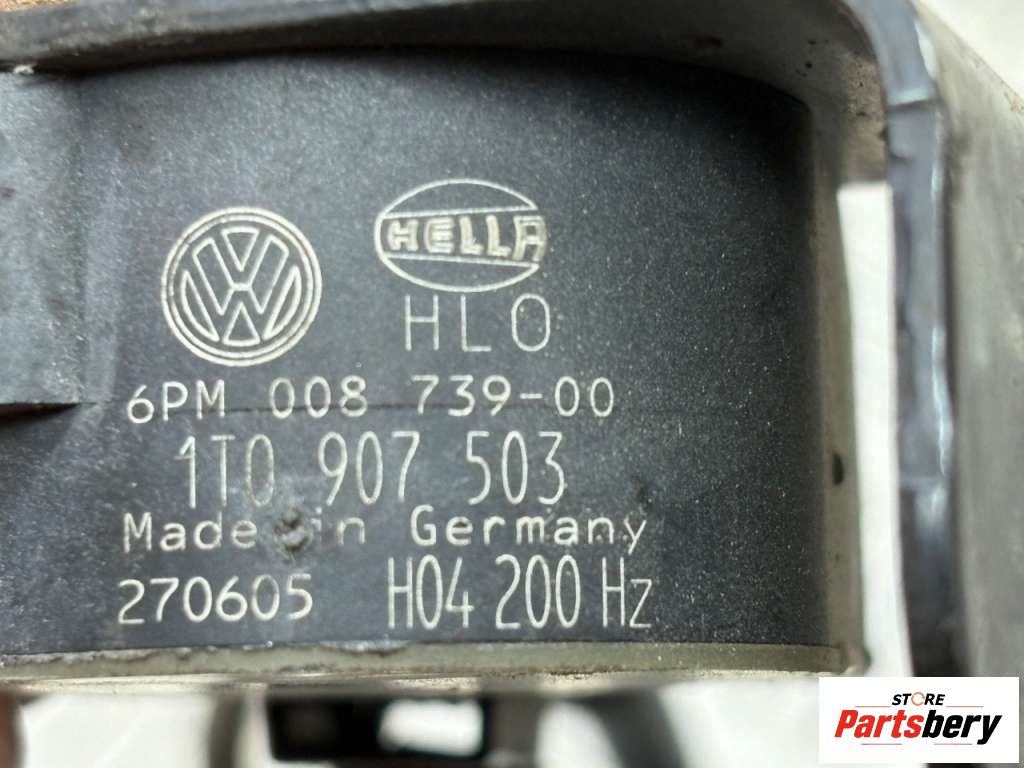 HELLA
HLO
6PM 008 739-00
1T0 907 503
Made in Germany
270605 H04 200 Hz
STORE
Partsbery